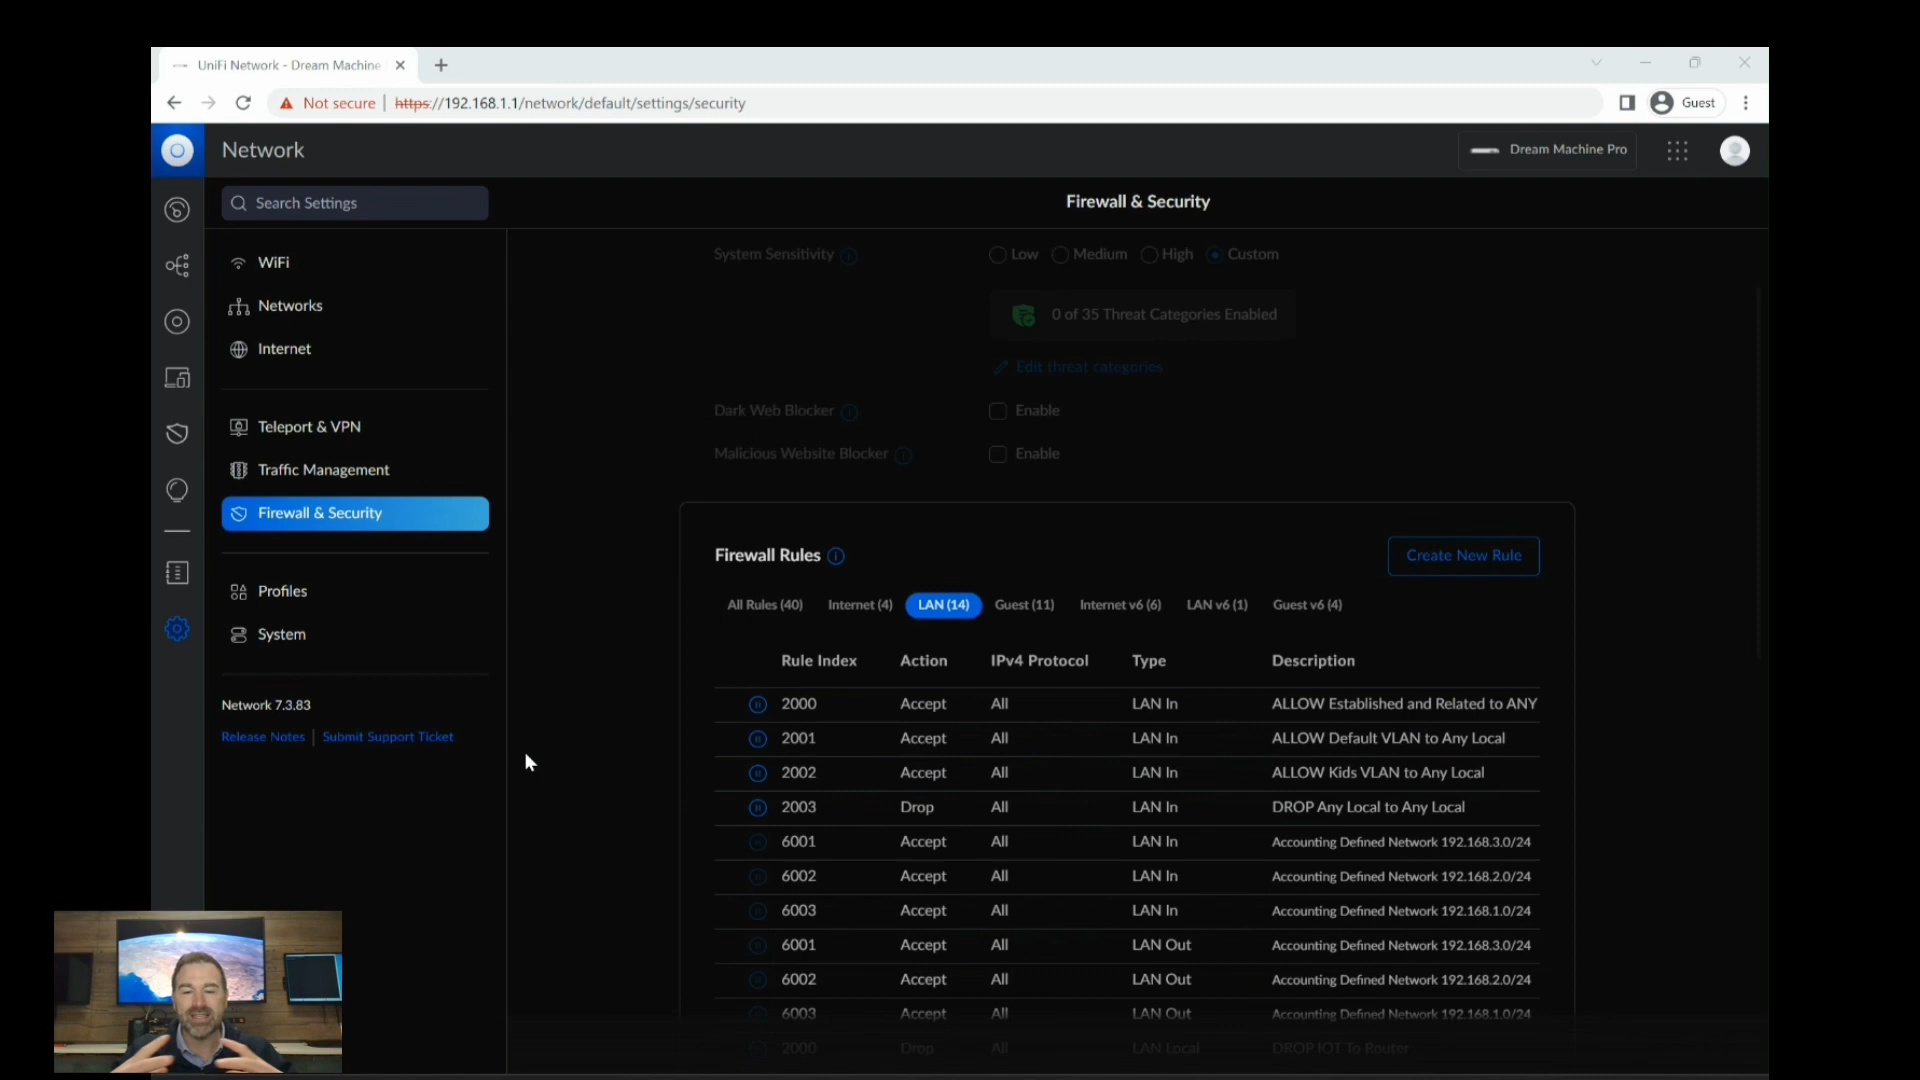 UniFi Network - Dream Machine
Not secure | https://192.168.1.1/network/default/settings/security
Guest
Network
Dream Machine Pro
Search Settings
Firewall & Security
WiFi
Networks
Internet
Teleport & VPN
Traffic Management
Firewall & Security
Profiles
System
Network 7.3.83
Release Notes | Submit Support Ticket
System Sensitivity Low Medium High Custom
0 of 35 Threat Categories Enabled
Edit threat categories
Dark Web Blocker Enable
Malicious Website Blocker Enable
Firewall Rules Create New Rule
All Rules (40) Internet (4) LAN (14) Guest (11) Internet v6 (6) LAN v6 (1) Guest v6 (4)
Rule Index Action IPv4 Protocol Type Description
2000 Accept All LAN In ALLOW Established and Related to ANY
2001 Accept All LAN In ALLOW Default VLAN to Any Local
2002 Accept All LAN In ALLOW Kids VLAN to Any Local
2003 Drop All LAN In DROP Any Local to Any Local
6001 Accept All LAN In Accounting Defined Network 192.168.3.0/24
6002 Accept All LAN In Accounting Defined Network 192.168.2.0/24
6003 Accept All LAN In Accounting Defined Network 192.168.1.0/24
6001 Accept All LAN Out Accounting Defined Network 192.168.3.0/24
6002 Accept All LAN Out Accounting Defined Network 192.168.2.0/24
6003 Accept All LAN Out Accounting Defined Network 192.168.1.0/24
2000 Drop All LAN Local DROP IOT To Router